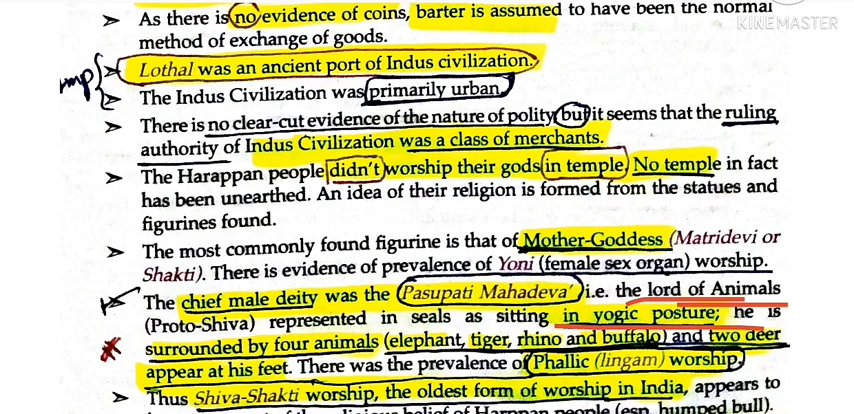 As there is no evidence of coins, barter is assumed to have been the normal
KINEMASTER
method of exchange of goods.
Lothal was an ancient port of Indus civilization.
imp
The Indus Civilization was primarily urban.
There is no clear-cut evidence of the nature of polity but it seems that the ruling
authority of Indus Civilization was a class of merchants.
The Harappan people didn't worship their gods in temple. No temple in fact
has been unearthed. An idea of their religion is formed from the statues and
figurines found.
The most commonly found figurine is that of Mother-Goddess (Matridevi or
Shakti). There is evidence of prevalence of Yoni (female sex organ) worship.
The chief male deity was the 'Pasupati Mahadeva' i.e. the lord of Animals
(Proto-Shiva) represented in seals as sitting in yogic posture; he is
surrounded by four animals (elephant, tiger, rhino and buffalo) and two deer
appear at his feet. There was the prevalence of Phallic (lingam) worship.
Thus Shiva-Shakti worship, the oldest form of worship in India, appears to
religious belief of Harappan people (esp. humped bull).